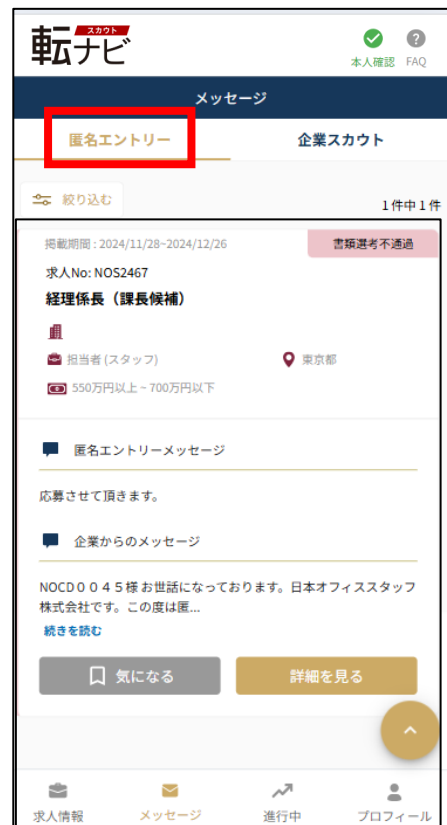 スカウト
転ナビ
本人確認 FAQ
メッセージ
匿名エントリー 企業スカウト
絞り込む
1件中1件
掲載期間 : 2024/11/28~2024/12/26 書類選考不通過
求人No: NOS2467
経理係長（課長候補）
担当者 (スタッフ) 東京都
550万円以上 ~ 700万円以下
匿名エントリーメッセージ
応募させて頂きます。
企業からのメッセージ
NOCD００４５様 お世話になっております。日本オフィススタッフ
株式会社です。この度は匿...
続きを読む
気になる 詳細を見る
求人情報 メッセージ 進行中 プロフィール